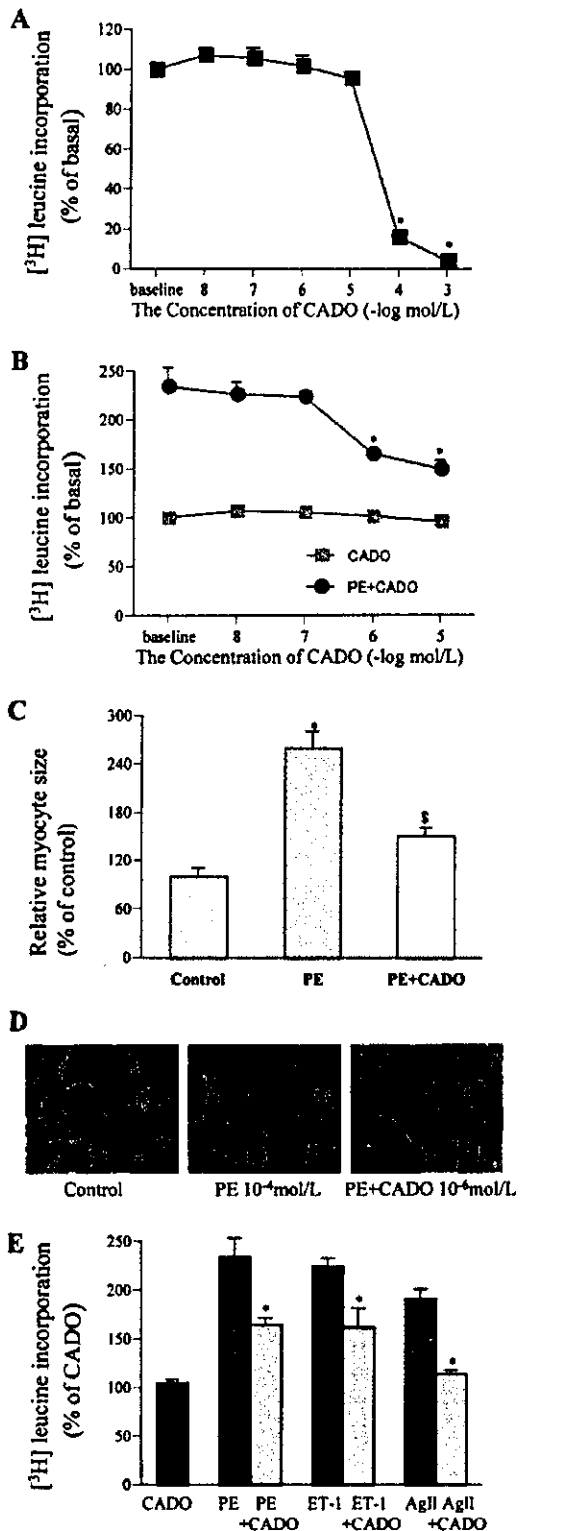 A
[³H] leucine incorporation
(% of basal)
120
100
80
60
40
20
0
*
*
baseline 8 7 6 5 4 3
The Concentration of CADO (-log mol/L)
B
[³H] leucine incorporation
(% of basal)
250
200
150
100
50
0
*
*
CADO
PE+CADO
baseline 8 7 6 5
The Concentration of CADO (-log mol/L)
C
Relative myocyte size
(% of control)
300
240
180
120
60
0
*
$
Control PE PE+CADO
D
Control PE 10⁻⁴mol/L PE+CADO 10⁻⁶mol/L
E
[³H] leucine incorporation
(% of CADO)
250
200
150
100
50
0
*
*
*
CADO PE PE ET-1 ET-1 AgII AgII
+CADO +CADO +CADO